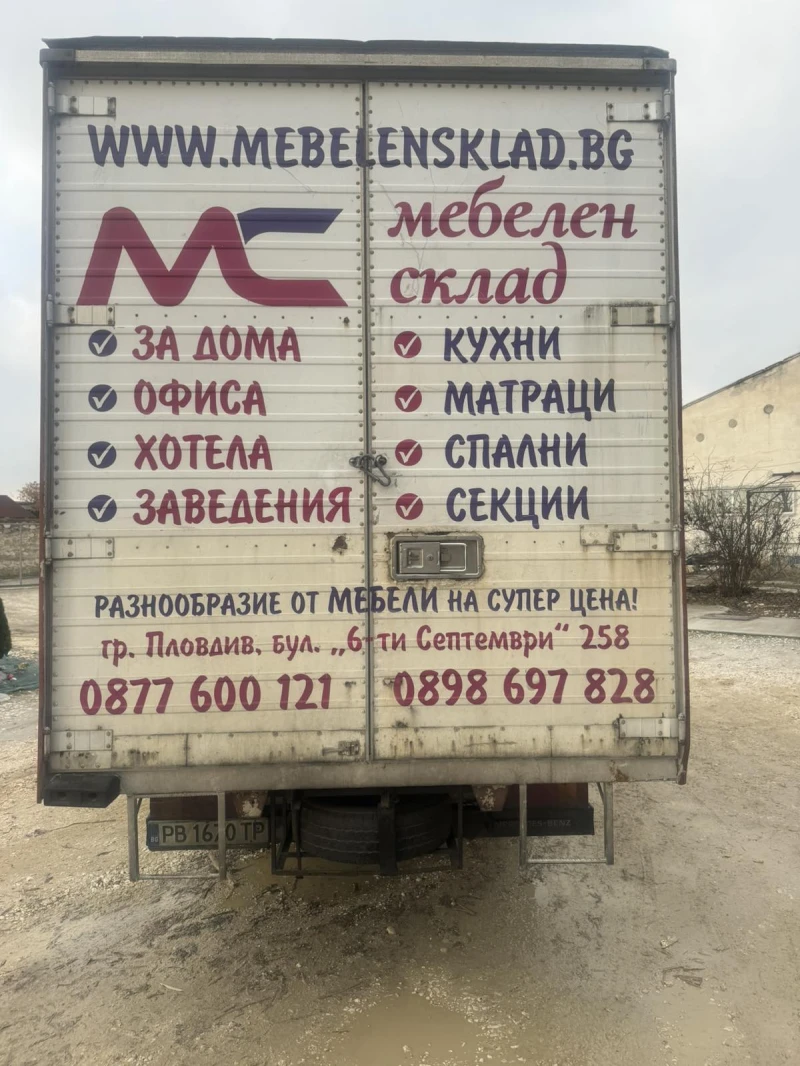 WWW.MEBELENSKLAD.BG
МС
мебелен
склад
ЗА ДОМА
ОФИСА
ХОТЕЛА
ЗАВЕДЕНИЯ
КУХНИ
МАТРАЦИ
СПАЛНИ
СЕКЦИИ
РАЗНООБРАЗИЕ ОТ МЕБЕЛИ НА СУПЕР ЦЕНА!
гр. Пловдив, бул. „6-ти Септември“ 258
0877 600 121 0898 697 828
PB 1670 TP